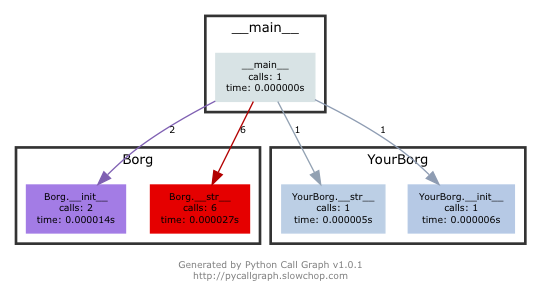 __main__
__main__
calls: 1
time: 0.000000s
2
6
1
1
Borg
YourBorg
Borg.__init__
calls: 2
time: 0.000014s
Borg.__str__
calls: 6
time: 0.000027s
YourBorg.__str__
calls: 1
time: 0.000005s
YourBorg.__init__
calls: 1
time: 0.000006s
Generated by Python Call Graph v1.0.1
http://pycallgraph.slowchop.com